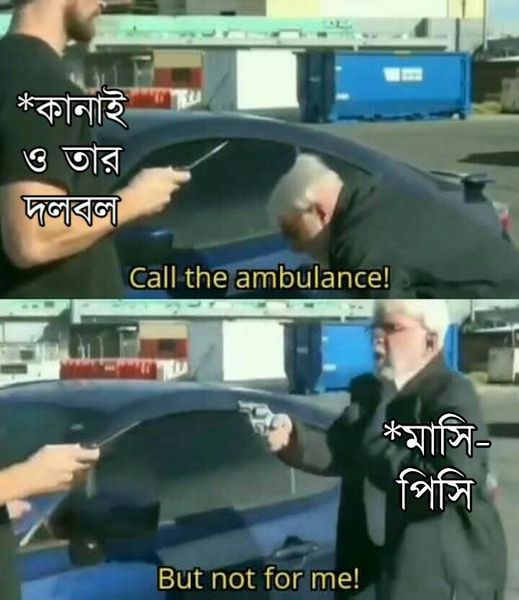 *কানাই
ও তার
দলবল
Call the ambulance!
*মাসি-
পিসি
But not for me!